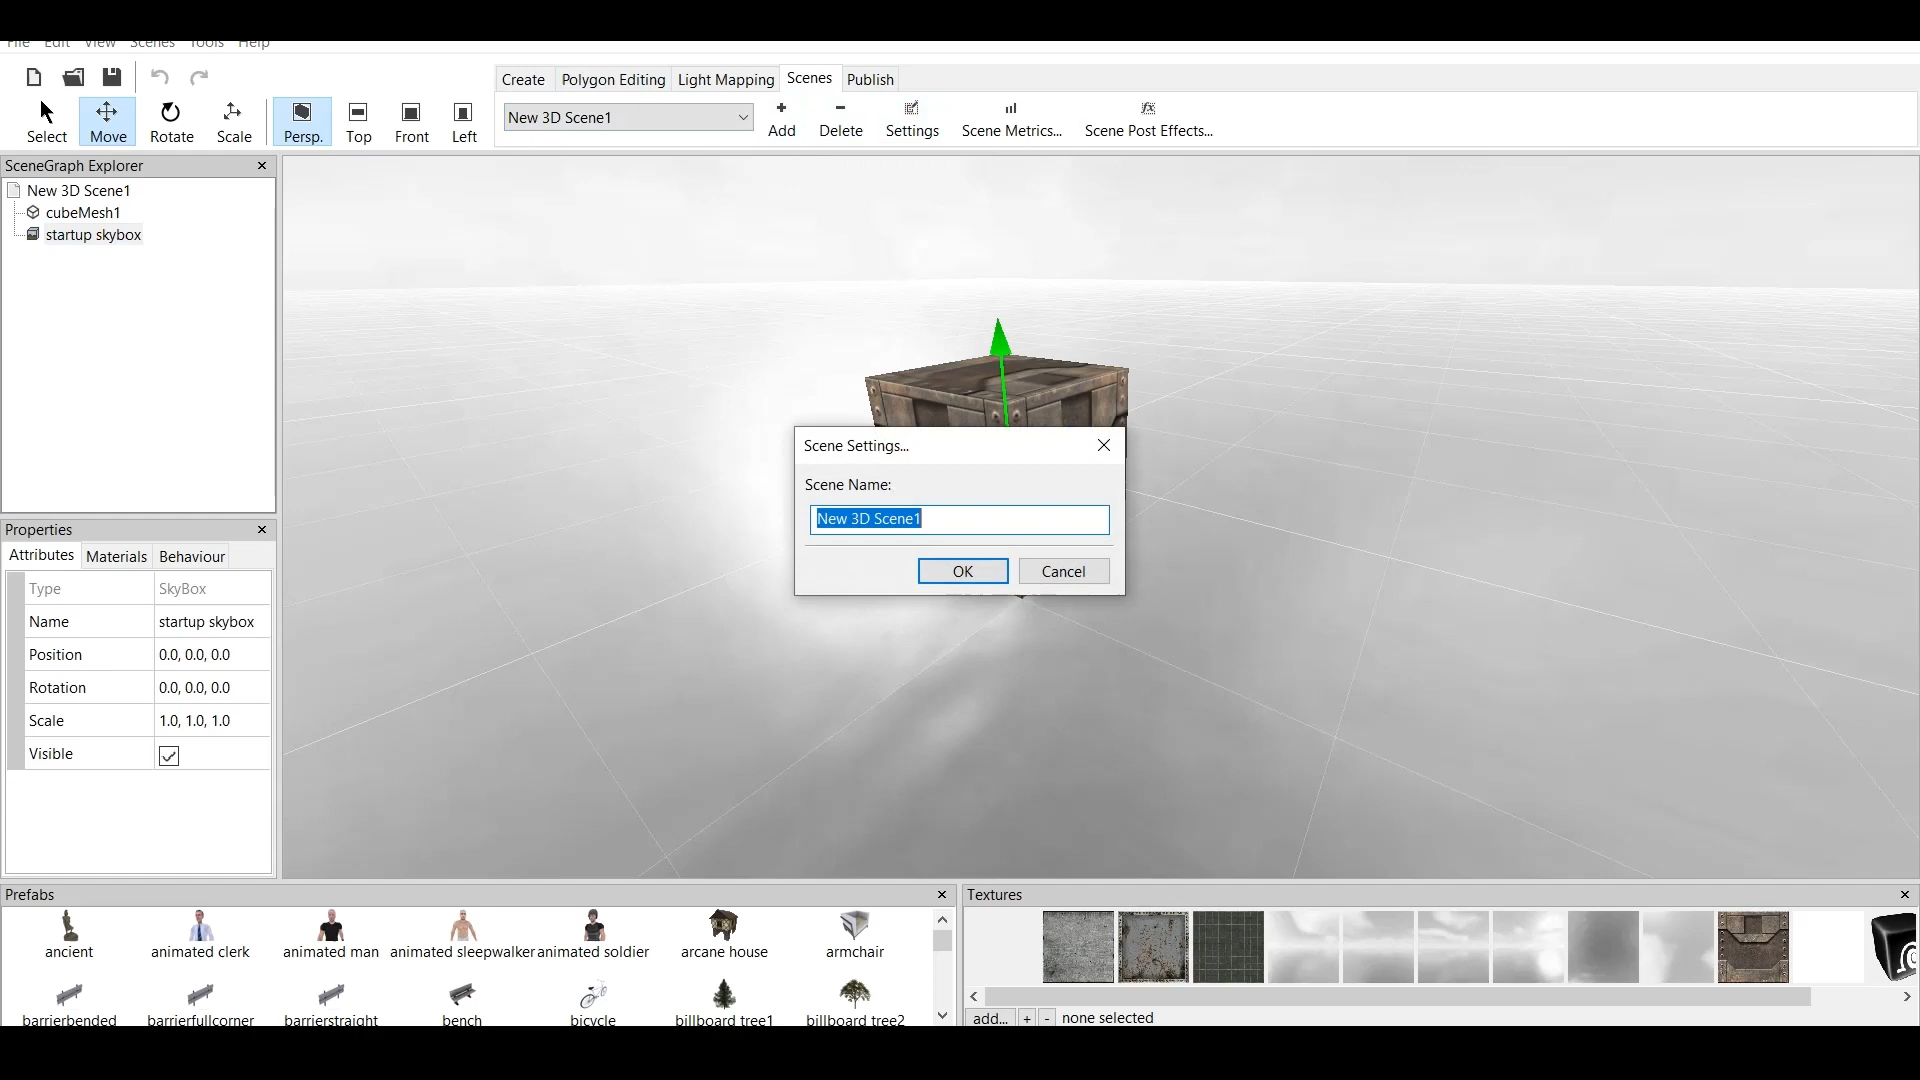 File Edit View Scenes Tools Help
Create Polygon Editing Light Mapping Scenes Publish
Select Move Rotate Scale Persp. Top Front Left
New 3D Scene1 Add Delete Settings Scene Metrics... Scene Post Effects...
SceneGraph Explorer
New 3D Scene1
cubeMesh1
startup skybox
Scene Settings...
Scene Name:
New 3D Scene1
OK Cancel
Properties
Attributes Materials Behaviour
Type SkyBox
Name startup skybox
Position 0.0, 0.0, 0.0
Rotation 0.0, 0.0, 0.0
Scale 1.0, 1.0, 1.0
Visible
Prefabs
ancient animated clerk animated man animated sleepwalker animated soldier arcane house armchair
barrierbended barrierfullcorner barrierstraight bench bicycle billboard tree1 billboard tree2
Textures
add... + - none selected